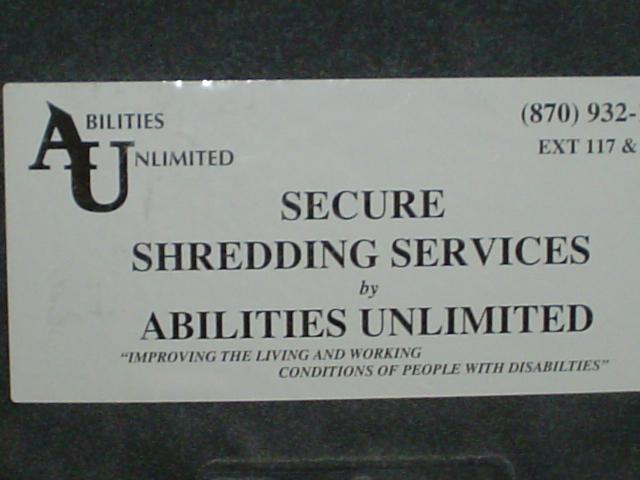 ABILITIES
UNLIMITED
(870) 932-
EXT 117 &
SECURE
SHREDDING SERVICES
by
ABILITIES UNLIMITED
"IMPROVING THE LIVING AND WORKING
CONDITIONS OF PEOPLE WITH DISABILTIES"